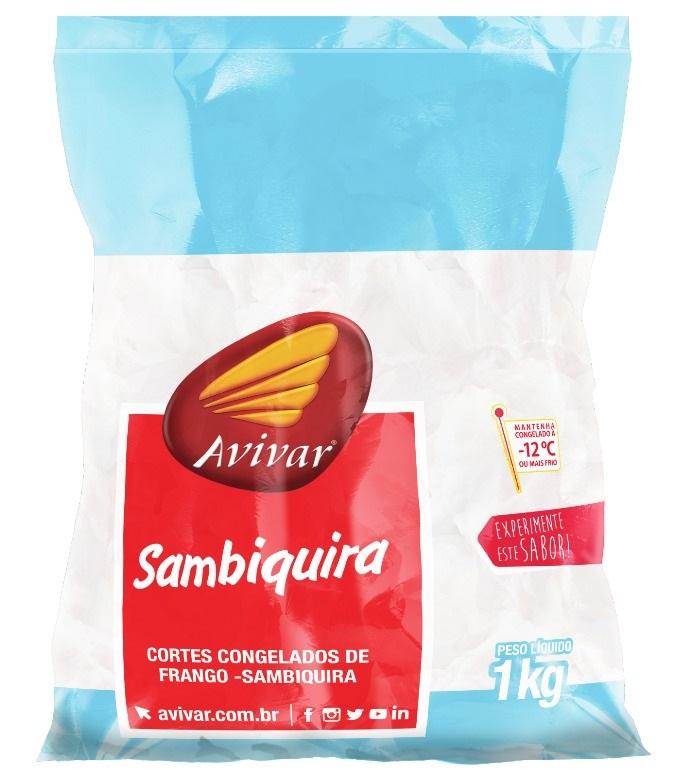 Avivar®
MANTENHA
CONGELADO A
-12 ºC
OU MAIS FRIO
EXPERIMENTE
ESTE SABOR!
Sambiquira
CORTES CONGELADOS DE
FRANGO -SAMBIQUIRA
PESO LÍQUIDO
1kg
avivar.com.br